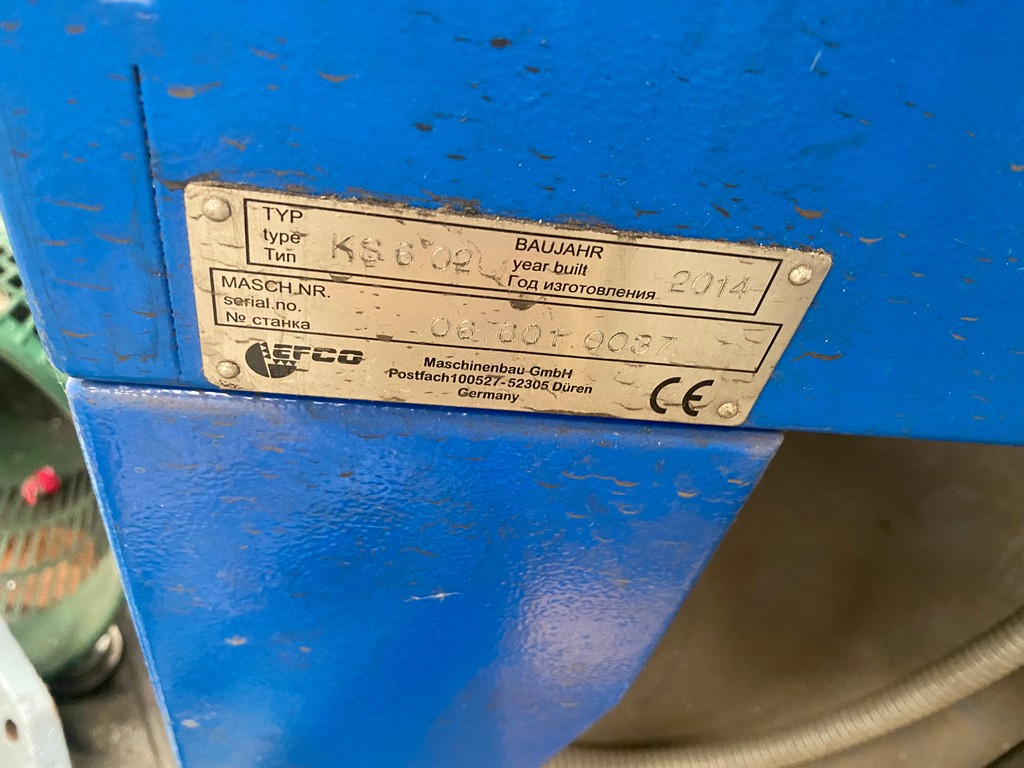 TYP
type
Тип
KS 6 02
BAUJAHR
year built
Год изготовления
2014
MASCH.NR.
serial.no.
№ станка
06 601 0037
EFCO
Maschinenbau GmbH
Postfach100527-52305 Düren
Germany
CE